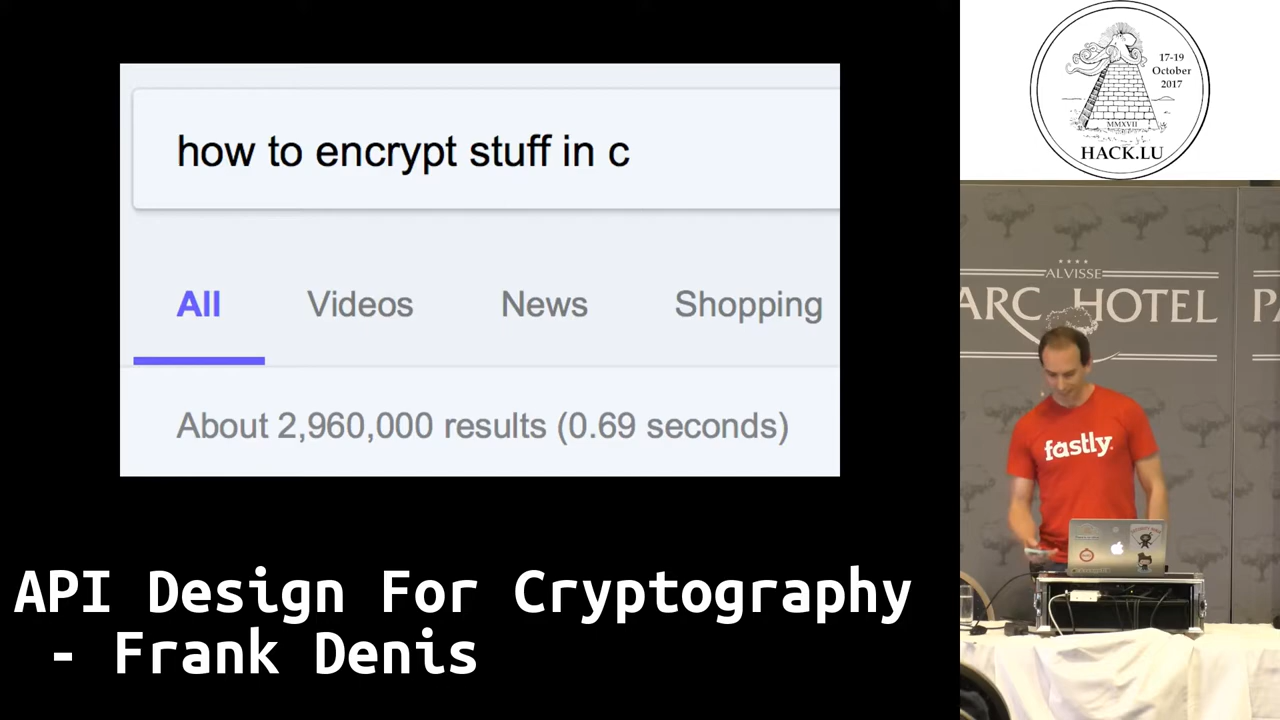 how to encrypt stuff in c
All
Videos
News
Shopping
About 2,960,000 results (0.69 seconds)
API Design For Cryptography
- Frank Denis
17-19
October
2017
MMXVII
HACK.LU
ALVISSE
ARC HOTEL
PA
fastly